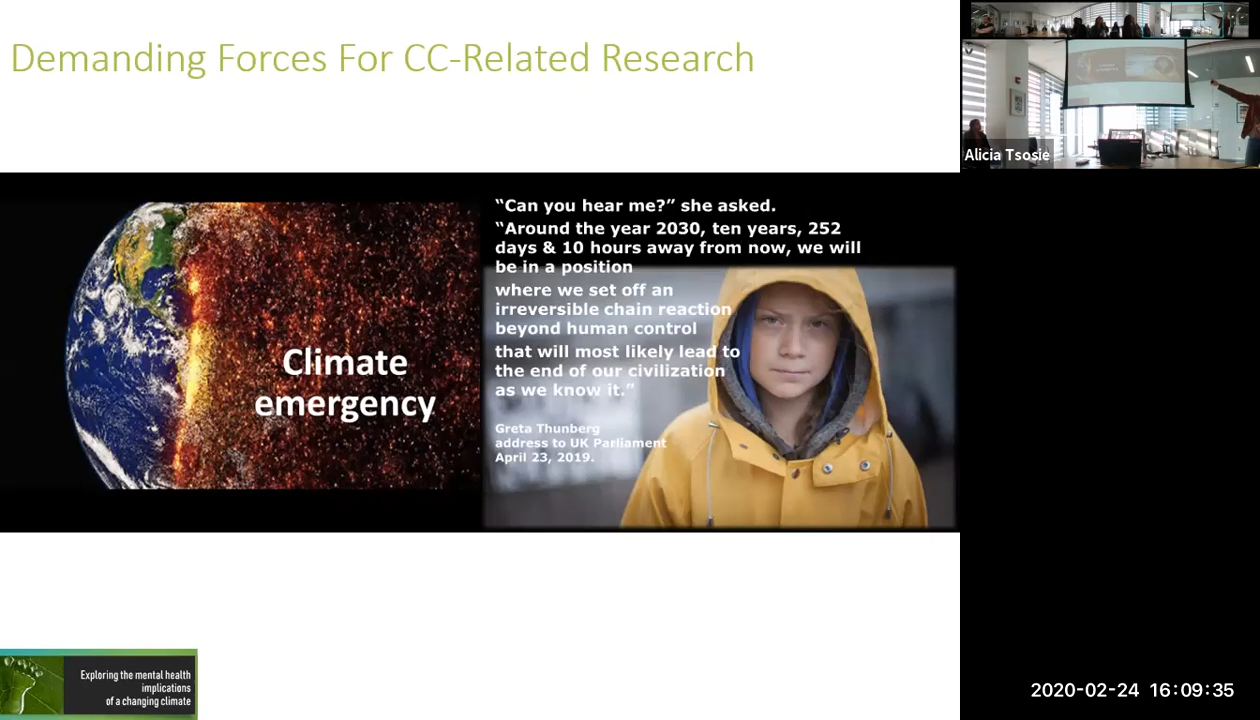 Demanding Forces For CC-Related Research
Alicia Tsosie
Climate
emergency
“Can you hear me?” she asked.
“Around the year 2030, ten years, 252
days & 10 hours away from now, we will
be in a position
where we set off an
irreversible chain reaction
beyond human control
that will most likely lead to
the end of our civilization
as we know it.”
Greta Thunberg
address to UK Parliament
April 23, 2019.
Exploring the mental health
implications
of a changing climate
2020-02-24 16:09:35